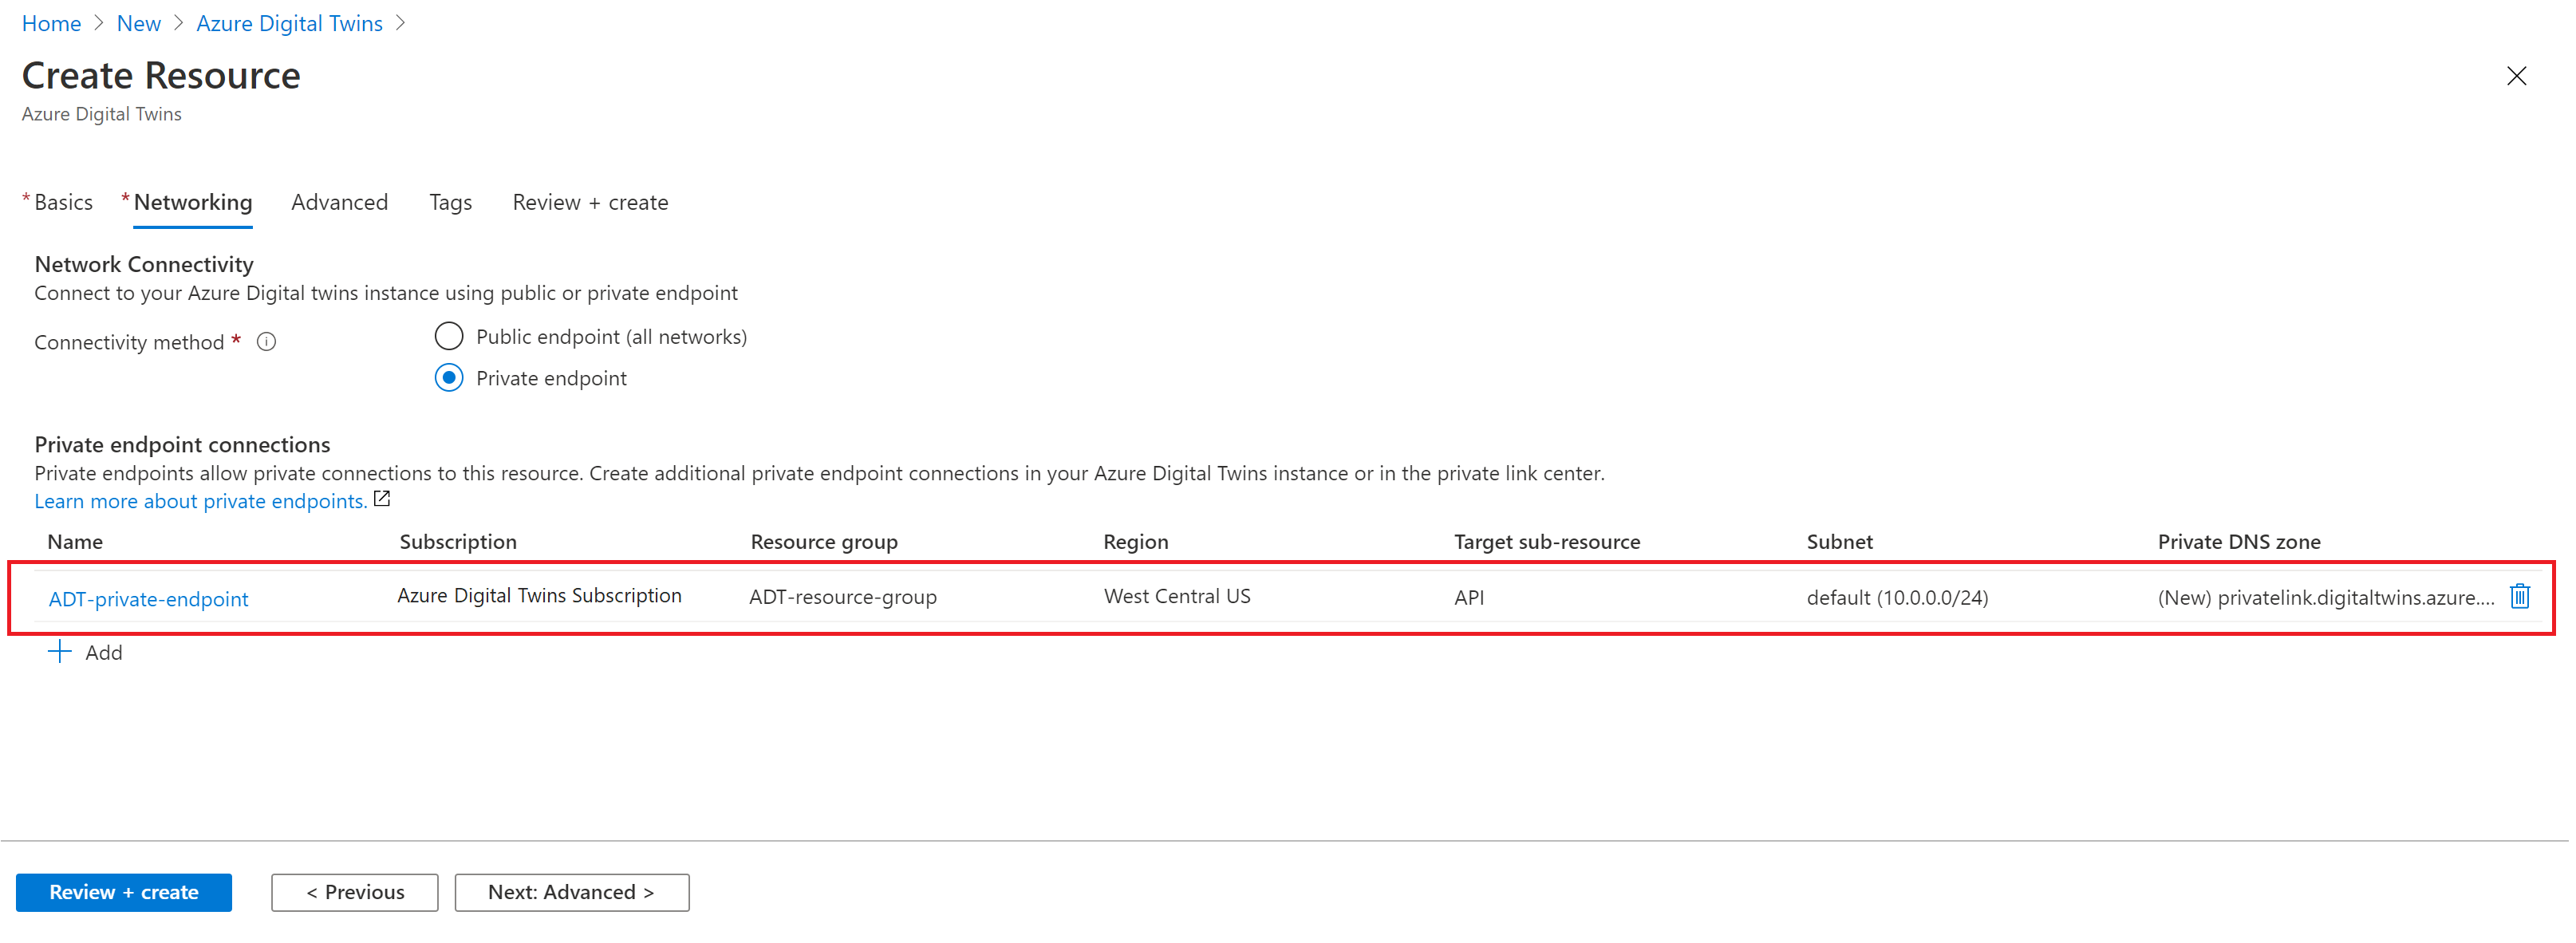 Home > New > Azure Digital Twins >
Create Resource
Azure Digital Twins
* Basics * Networking Advanced Tags Review + create
Network Connectivity
Connect to your Azure Digital twins instance using public or private endpoint
Connectivity method *
Public endpoint (all networks)
Private endpoint
Private endpoint connections
Private endpoints allow private connections to this resource. Create additional private endpoint connections in your Azure Digital Twins instance or in the private link center.
Learn more about private endpoints.
Name Subscription Resource group Region Target sub-resource Subnet Private DNS zone
ADT-private-endpoint Azure Digital Twins Subscription ADT-resource-group West Central US API default (10.0.0.0/24) (New) privatelink.digitaltwins.azure....
+ Add
Review + create < Previous Next: Advanced >